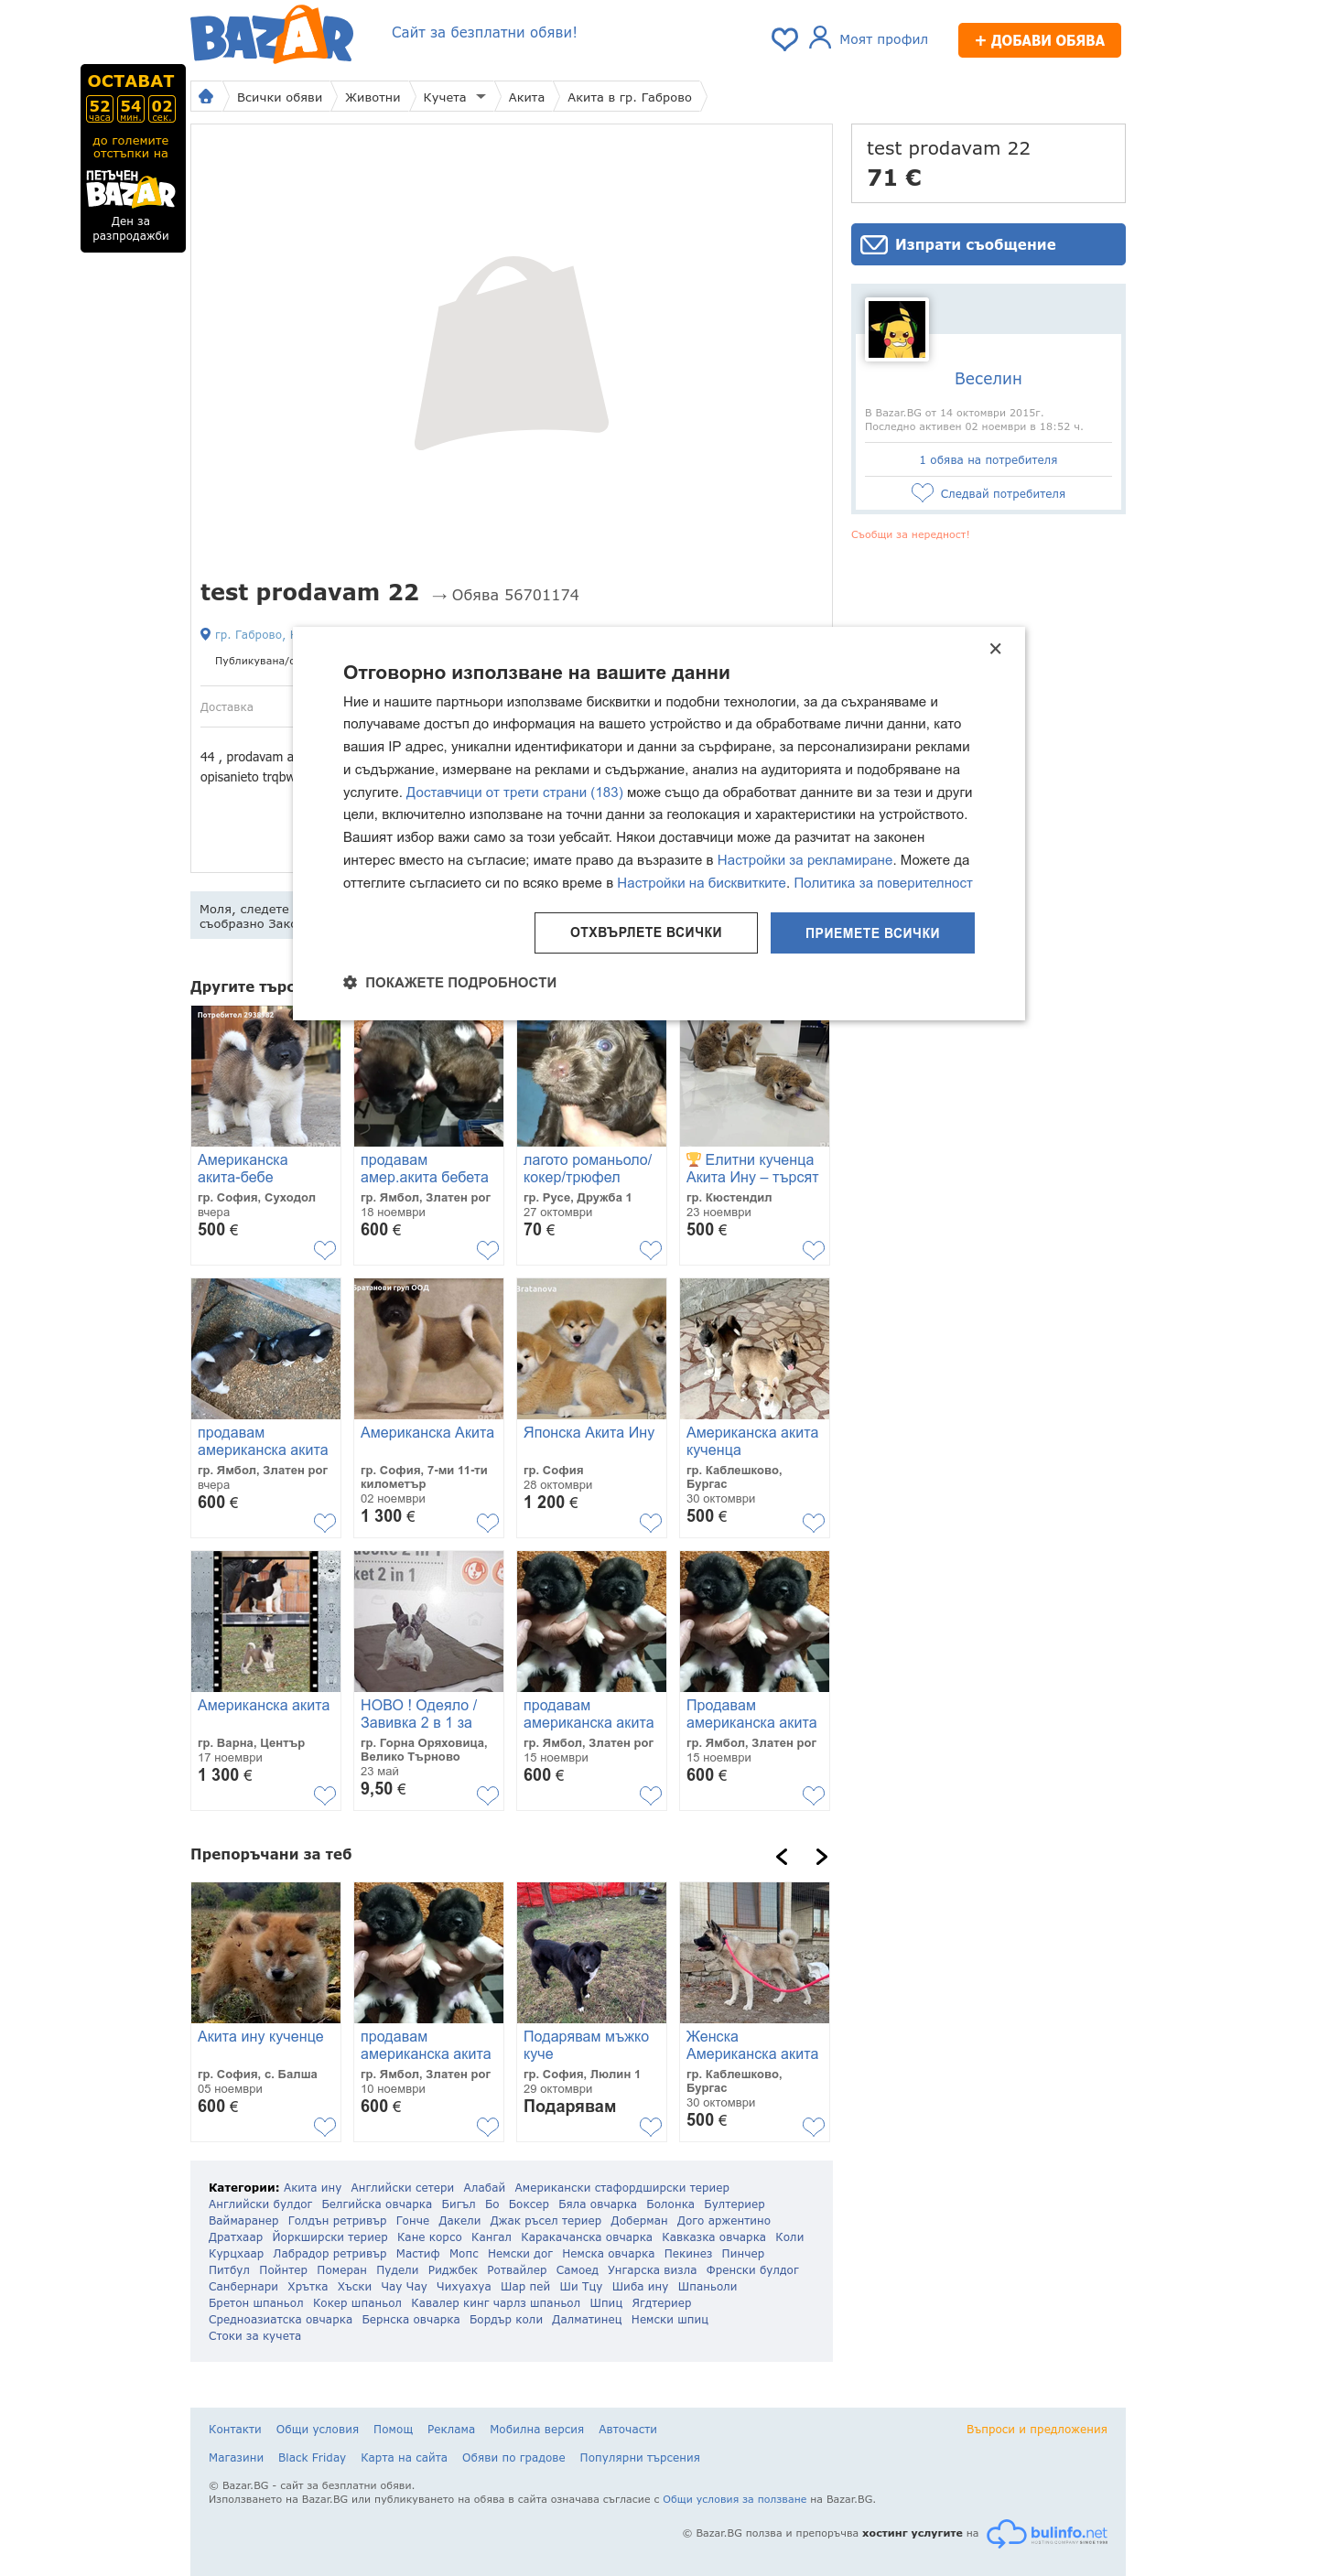 BAZAR
Сайт за безплатни обяви!
Моят профил
+ ДОБАВИ ОБЯВА
ОСТАВАТ
52 54 02
часа мин. сек.
до големите
отстъпки на
ПЕТЪЧЕН
BAZAR
Ден за
разпродажби
Всички обяви
Животни
Кучета
Акита
Акита в гр. Габрово
test prodavam 22
71 €
Изпрати съобщение
Веселин
В Bazar.BG от 14 октомври 2015г.
Последно активен 02 ноември в 18:52 ч.
1 обява на потребителя
Следвай потребителя
Съобщи за нередност!
test prodavam 22 → Обява 56701174
гр. Габрово,
Публикувана/
Доставка
44 , prodavam
opisanieto
×
Отговорно използване на вашите данни
Ние и нашите партньори използваме бисквитки и подобни технологии, за да съхраняваме и
получаваме достъп до информация на вашето устройство и да обработваме лични данни, като
вашия IP адрес, уникални идентификатори и данни за сърфиране, за персонализирани реклами
и съдържание, измерване на реклами и съдържание, анализ на аудиторията и подобряване на
услугите. Доставчици от трети страни (183) може също да обработват данните ви за тези и други
цели, включително използване на точни данни за геолокация и характеристики на устройството.
Вашият избор важи само за този уебсайт. Някои доставчици може да разчитат на законен
интерес вместо на съгласие; имате право да възразите в Настройки за рекламиране. Можете да
оттеглите съгласието си по всяко време в Настройки на бисквитките. Политика за поверителност
ОТХВЪРЛЕТЕ ВСИЧКИ
ПРИЕМЕТЕ ВСИЧКИ
ПОКАЖЕТЕ ПОДРОБНОСТИ
Моля, следете
съобразно
Другите
Американска
акита-бебе
гр. София, Суходол
вчера
500 €
продавам
амер.акита бебета
гр. Ямбол, Златен рог
18 ноември
600 €
лагото романьоло/
кокер/трюфел
гр. Русе, Дружба 1
27 октомври
70 €
🏆 Елитни кученца
Акита Ину – търсят
гр. Кюстендил
23 ноември
500 €
Братанови груп ООД
Bratanova
продавам
американска акита
гр. Ямбол, Златен рог
вчера
600 €
Американска Акита
гр. София, 7-ми 11-ти
километър
02 ноември
1 300 €
Японска Акита Ину
гр. София
28 октомври
1 200 €
Американска акита
кученца
гр. Каблешково,
Бургас
30 октомври
500 €
ket 2 in 1
Американска акита
гр. Варна, Център
17 ноември
1 300 €
НОВО ! Одеяло /
Завивка 2 в 1 за
гр. Горна Оряховица,
Велико Търново
23 май
9,50 €
продавам
американска акита
гр. Ямбол, Златен рог
15 ноември
600 €
Продавам
американска акита
гр. Ямбол, Златен рог
15 ноември
600 €
Препоръчани за теб
Акита ину кученце
гр. София, с. Балша
05 ноември
600 €
продавам
американска акита
гр. Ямбол, Златен рог
10 ноември
600 €
Подарявам мъжко
куче
гр. София, Люлин 1
29 октомври
Подарявам
Женска
Американска акита
гр. Каблешково,
Бургас
30 октомври
500 €
Категории: Акита ину Английски сетери Алабай Американски стафордширски териер
Английски булдог Белгийска овчарка Бигъл Бо Боксер Бяла овчарка Болонка Бултериер
Ваймаранер Голдън ретривър Гонче Дакели Джак ръсел териер Доберман Дого аржентино
Дратхаар Йоркширски териер Кане корсо Кангал Каракачанска овчарка Кавказка овчарка Коли
Курцхаар Лабрадор ретривър Мастиф Мопс Немски дог Немска овчарка Пекинез Пинчер
Питбул Пойнтер Померан Пудели Риджбек Ротвайлер Самоед Унгарска визла Френски булдог
Санбернари Хрътка Хъски Чау Чау Чихуахуа Шар пей Ши Тцу Шиба ину Шпаньоли
Бретон шпаньол Кокер шпаньол Кавалер кинг чарлз шпаньол Шпиц Ягдтериер
Средноазиатска овчарка Бернска овчарка Бордър коли Далматинец Немски шпиц
Стоки за кучета
Контакти Общи условия Помощ Реклама Мобилна версия Авточасти
Въпроси и предложения
Магазини Black Friday Карта на сайта Обяви по градове Популярни търсения
© Bazar.BG - сайт за безплатни обяви.
Използването на Bazar.BG или публикуването на обява в сайта означава съгласие с Общи условия за ползване на Bazar.BG.
© Bazar.BG ползва и препоръчва хостинг услугите на bulinfo.net